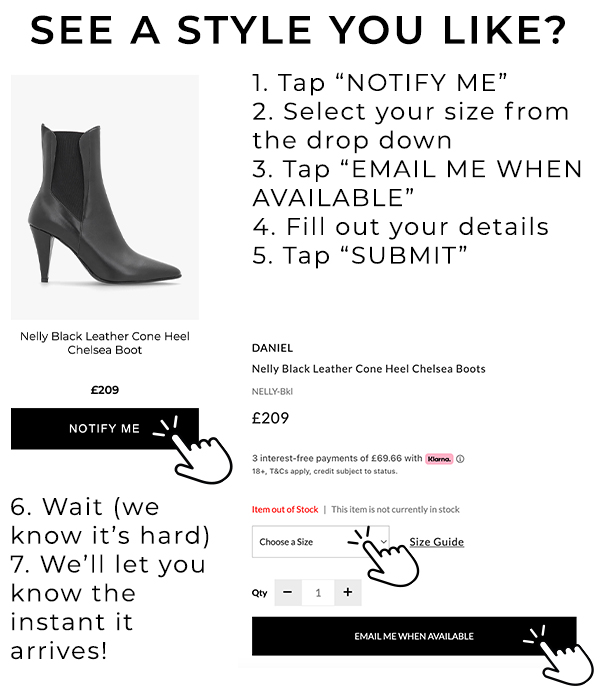 SEE A STYLE YOU LIKE?
1. Tap “NOTIFY ME”
2. Select your size from
the drop down
3. Tap “EMAIL ME WHEN
AVAILABLE”
4. Fill out your details
5. Tap “SUBMIT”
Nelly Black Leather Cone Heel
Chelsea Boot
£209
NOTIFY ME
DANIEL
Nelly Black Leather Cone Heel Chelsea Boots
NELLY-Bkl
£209
3 interest-free payments of £69.66 with Klarna.
18+, T&Cs apply, credit subject to status.
Item out of Stock | This item is not currently in stock
Choose a Size
Size Guide
Qty − 1 +
EMAIL ME WHEN AVAILABLE
6. Wait (we
know it’s hard)
7. We’ll let you
know the
instant it
arrives!